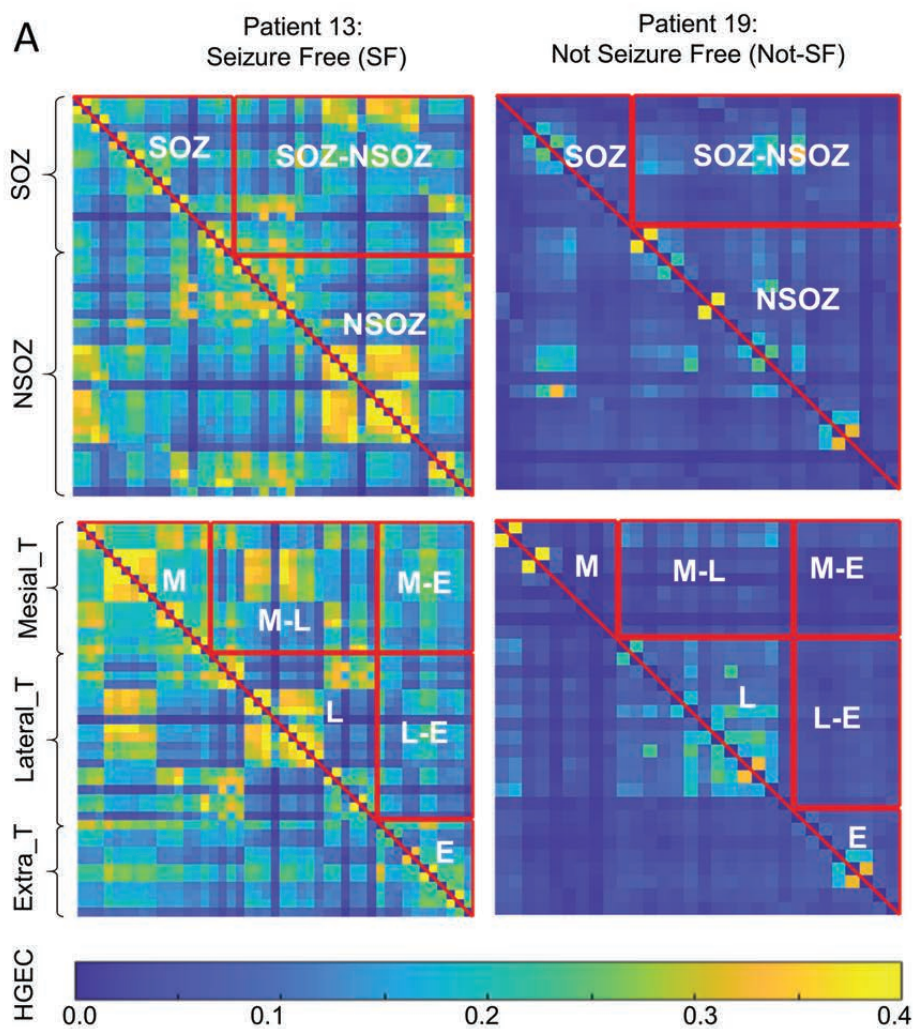 A
Patient 13:
Seizure Free (SF)
Patient 19:
Not Seizure Free (Not-SF)
SOZ
NSOZ
SOZ
SOZ-NSOZ
NSOZ
SOZ
SOZ-NSOZ
NSOZ
Mesial_T
Lateral_T
Extra_T
M
M-L
M-E
L
L-E
E
M
M-L
M-E
L
L-E
E
HGEC
0.0
0.1
0.2
0.3
0.4